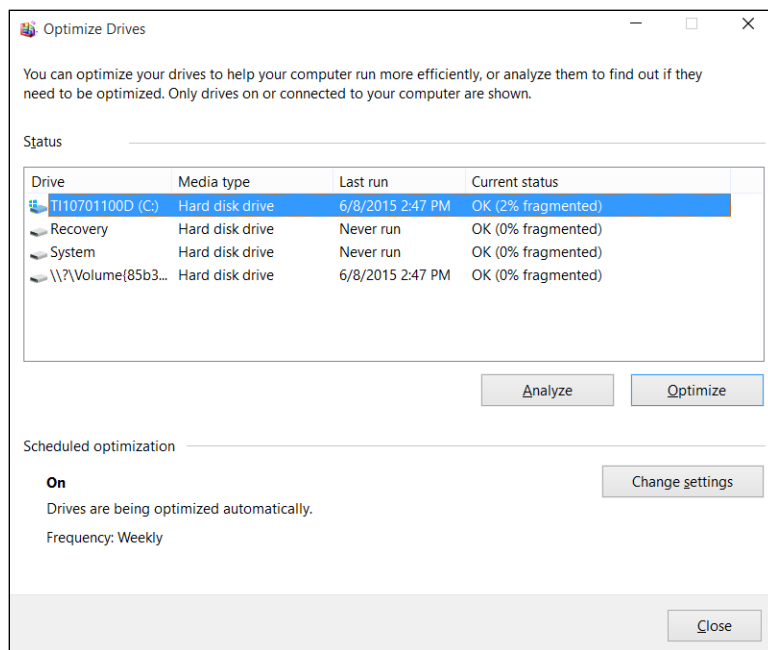 Optimize Drives
You can optimize your drives to help your computer run more efficiently, or analyze them to find out if they
need to be optimized. Only drives on or connected to your computer are shown.
Status
Drive Media type Last run Current status
TI10701100D (C:) Hard disk drive 6/8/2015 2:47 PM OK (2% fragmented)
Recovery Hard disk drive Never run OK (0% fragmented)
System Hard disk drive Never run OK (0% fragmented)
\\?\Volume{85b3... Hard disk drive 6/8/2015 2:47 PM OK (0% fragmented)
Analyze Optimize
Scheduled optimization
On Change settings
Drives are being optimized automatically.
Frequency: Weekly
Close